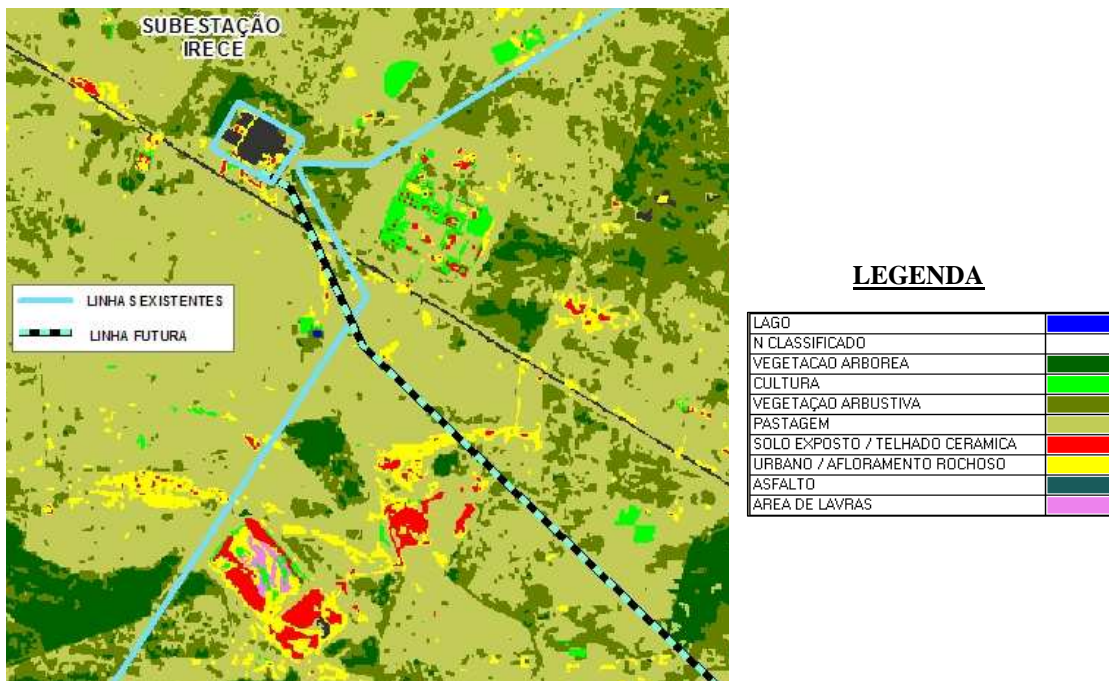 SUBESTAÇÃO
IRECE
LINHA S EXISTENTES
LINHA FUTURA
LEGENDA
LAGO
N CLASSIFICADO
VEGETACAO ARBOREA
CULTURA
VEGETAÇAO ARBUSTIVA
PASTAGEM
SOLO EXPOSTO / TELHADO CERAMICA
URBANO / AFLORAMENTO ROCHOSO
ASFALTO
AREA DE LAVRAS